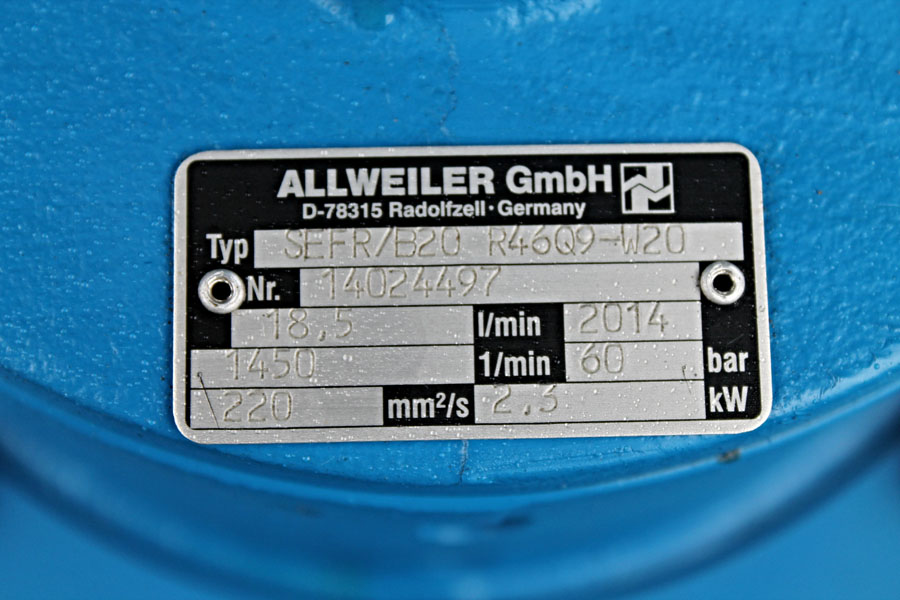 ALLWEILER GmbH
D-78315 Radolfzell · Germany
Typ SEFR/B20 R46Q9-W20
Nr. 14024497
18,5 l/min 2014
1450 1/min 60 bar
220 mm²/s 2,3 kW